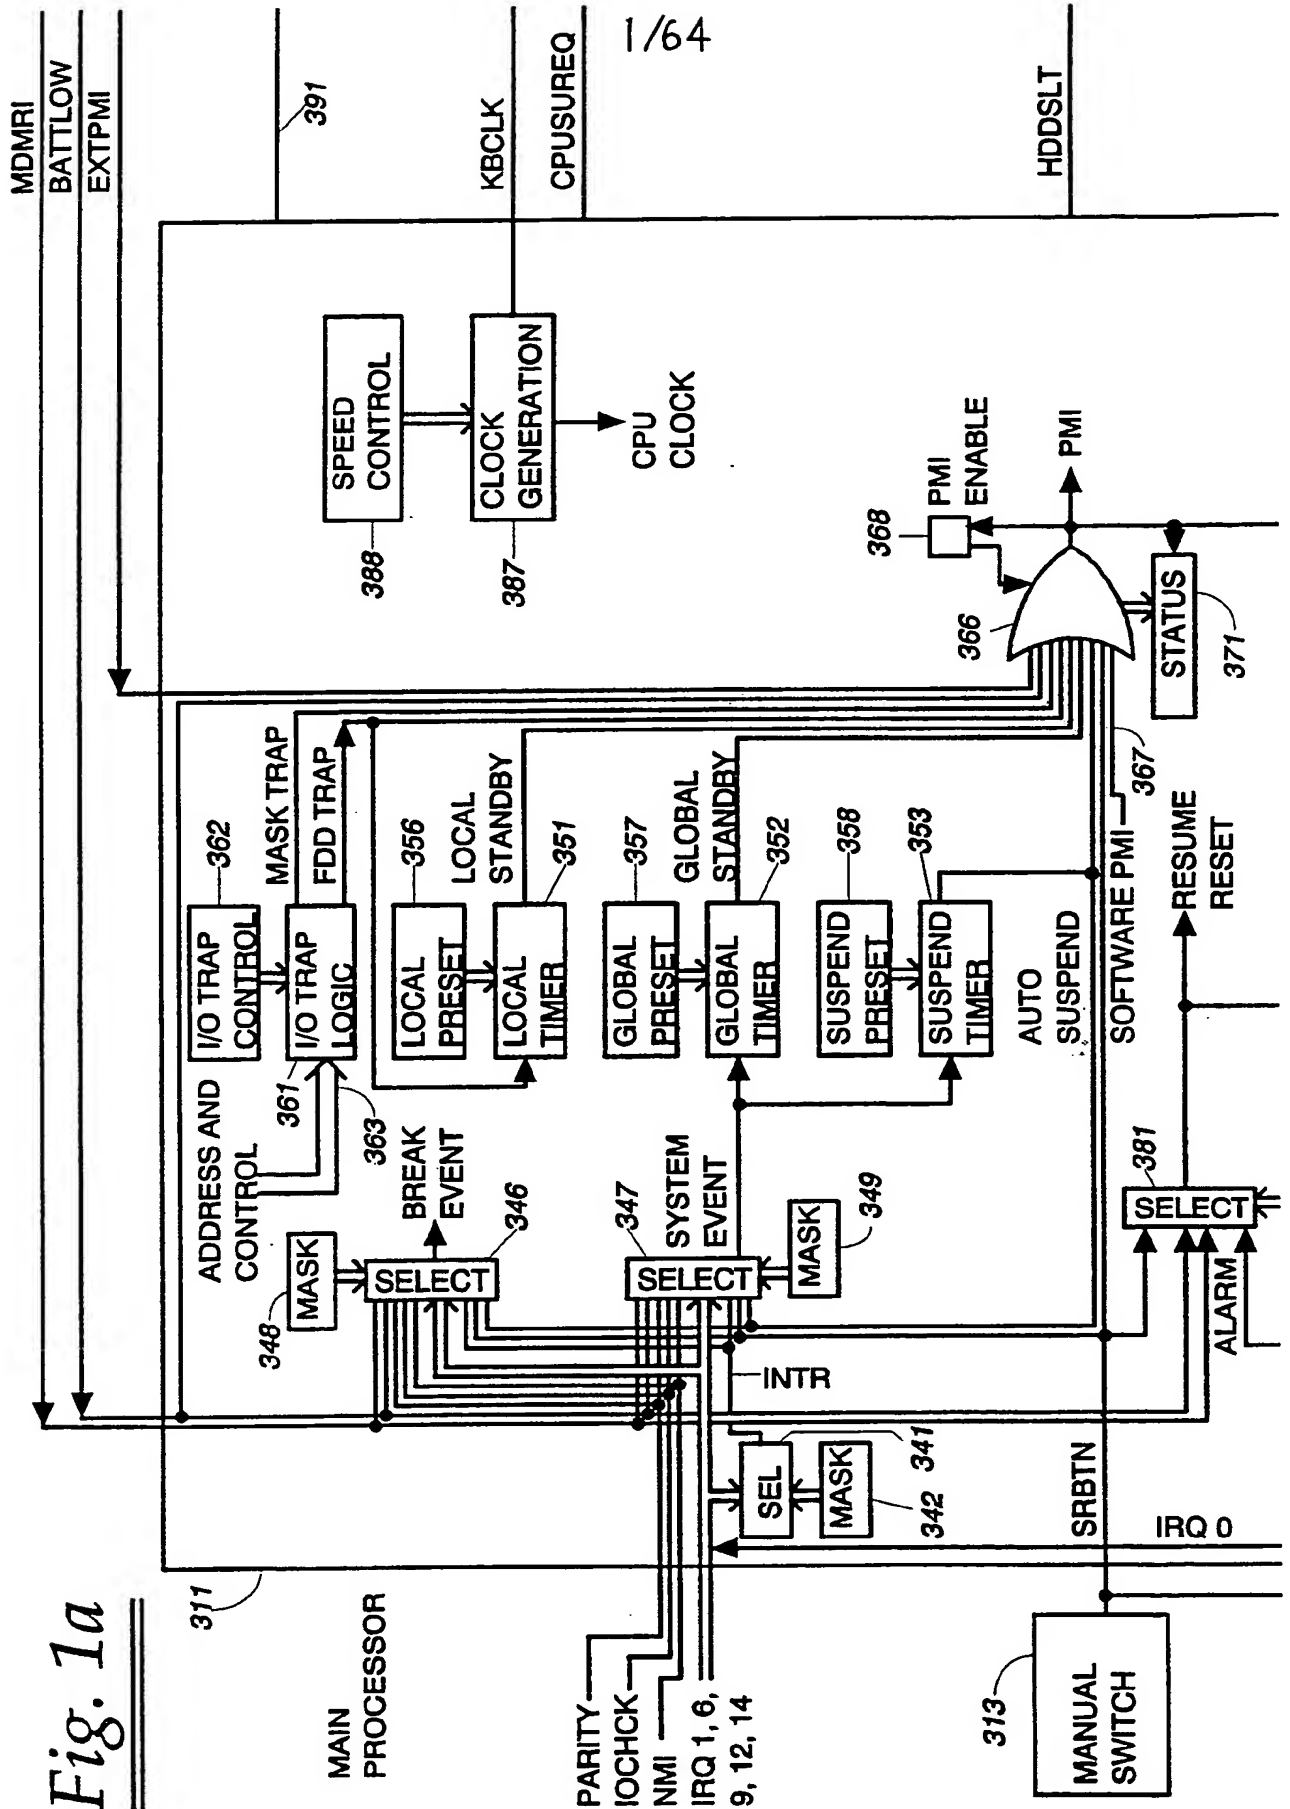 1/64
Fig. 1a
MAIN
PROCESSOR
311
MDMRI
BATTLOW
EXTPMI
391
KBCLK
CPUSUREQ
HDDSLT
SPEED
CONTROL
388
CLOCK
GENERATION
387
CPU
CLOCK
ADDRESS AND
CONTROL
363
I/O TRAP
CONTROL
362
I/O TRAP
LOGIC
361
MASK TRAP
FDD TRAP
MASK
348
SELECT
346
BREAK
EVENT
LOCAL
PRESET
356
LOCAL
TIMER
351
LOCAL
STANDBY
GLOBAL
PRESET
357
GLOBAL
TIMER
352
GLOBAL
STANDBY
SELECT
347
SYSTEM
EVENT
MASK
349
SUSPEND
PRESET
358
SUSPEND
TIMER
353
AUTO
SUSPEND
SOFTWARE PMI
367
366
368
PMI
ENABLE
PMI
STATUS
371
PARITY
IOCHCK
NMI
IRQ 1, 6,
9, 12, 14
INTR
SEL
341
MASK
342
SRBTN
IRQ 0
MANUAL
SWITCH
313
SELECT
381
ALARM
RESUME
RESET